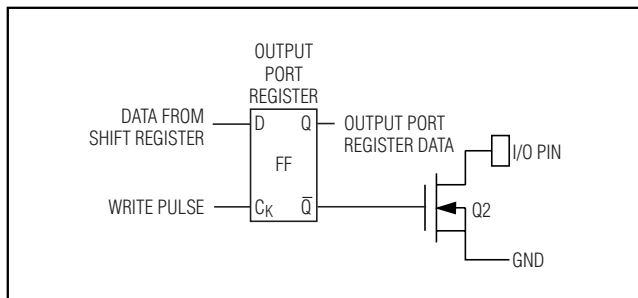 OUTPUT
PORT
REGISTER
DATA FROM
SHIFT REGISTER
D
Q
OUTPUT PORT
REGISTER DATA
FF
I/O PIN
WRITE PULSE
CK
Q̅
Q2
GND